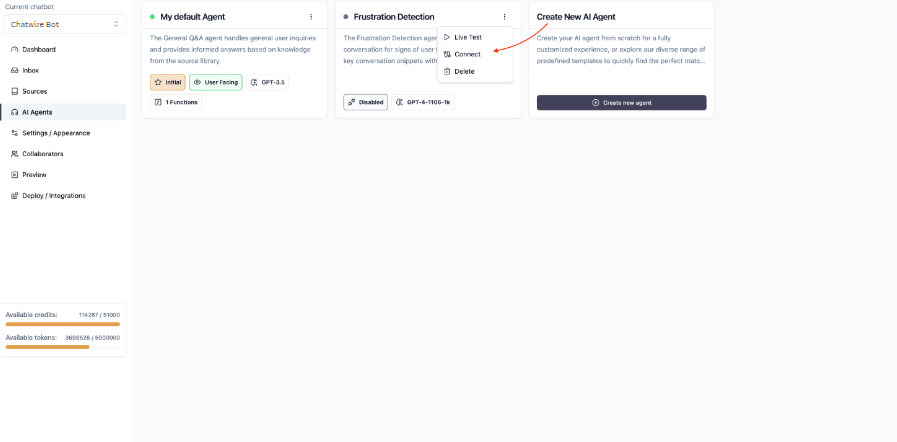 Current chatbot
Chatwize Bot
Dashboard
Inbox
Sources
AI Agents
Settings / Appearance
Collaborators
Preview
Deploy / Integrations
Available credits: 114287 / 51000
Available tokens: 3698526 / 5000000
My default Agent
The General Q&A agent handles general user inquiries
and provides informed answers based on knowledge
from the source library.
Initial
User Facing
GPT-3.5
1 Functions
Frustration Detection
The Frustration Detection age
conversation for signs of user
key conversation snippets with
Live Test
Connect
Delete
Disabled
GPT-4-1106-1k
Create New AI Agent
Create your AI agent from scratch for a fully
customized experience, or explore our diverse range of
predefined templates to quickly find the perfect matc...
Create new agent